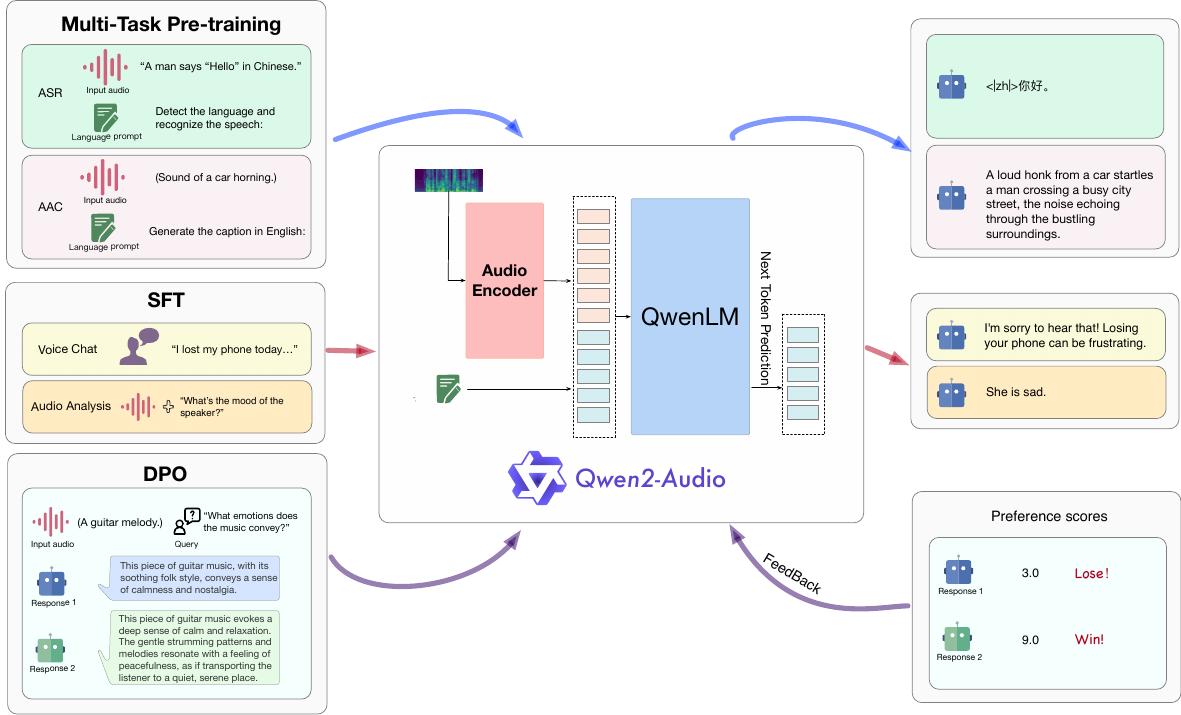 Multi-Task Pre-training
ASR
Input audio
“A man says “Hello” in Chinese.”
Language prompt
Detect the language and
recognize the speech:
AAC
Input audio
(Sound of a car horning.)
Language prompt
Generate the caption in English:
SFT
Voice Chat
“I lost my phone today…”
Audio Analysis
“What’s the mood of the
speaker?”
DPO
Input audio
(A guitar melody.)
Query
“What emotions does
the music convey?”
Response 1
This piece of guitar music, with its
soothing folk style, conveys a sense
of calmness and nostalgia.
Response 2
This piece of guitar music evokes a
deep sense of calm and relaxation.
The gentle strumming patterns and
melodies resonate with a feeling of
peacefulness, as if transporting the
listener to a quiet, serene place.
Audio
Encoder
QwenLM
Next Token Prediction
Qwen2-Audio
<|zh|>你好。
A loud honk from a car startles
a man crossing a busy city
street, the noise echoing
through the bustling
surroundings.
I'm sorry to hear that! Losing
your phone can be frustrating.
She is sad.
FeedBack
Preference scores
Response 1
3.0
Lose!
Response 2
9.0
Win!